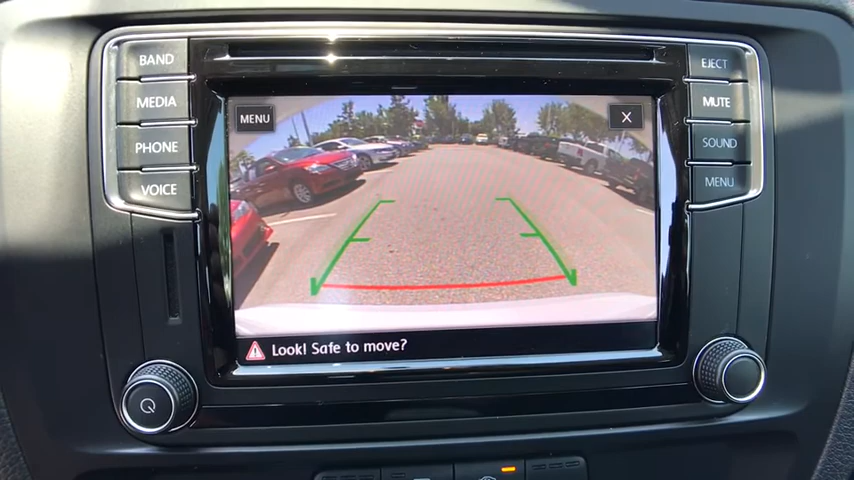 BAND
MEDIA
PHONE
VOICE
MENU
X
Look! Safe to move?
EJECT
MUTE
SOUND
MENU